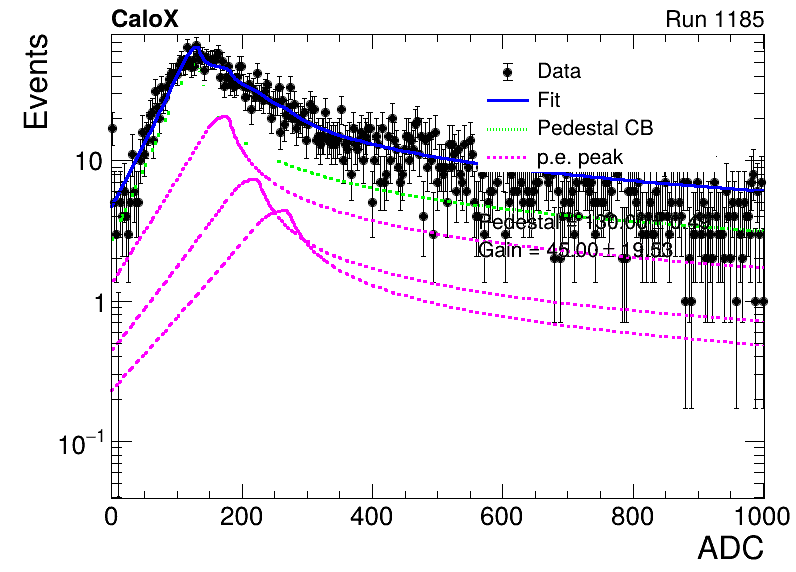 CaloX Run 1185
Events
Data
Fit
Pedestal CB
p.e. peak
10
1
10⁻¹
Gain = 45.00 ± 19.63
0 200 400 600 800 1000
ADC